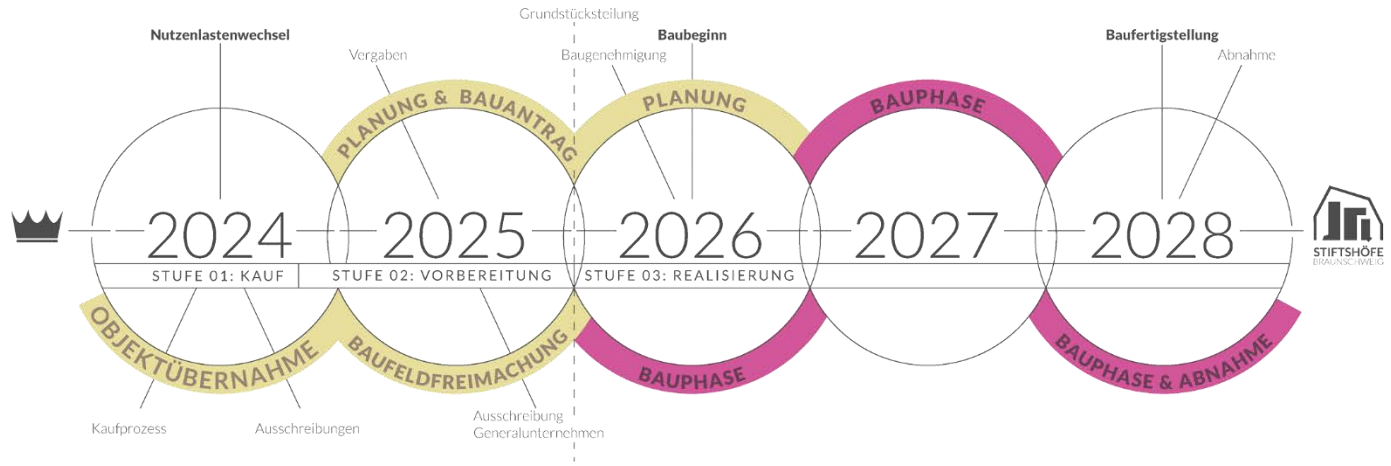 Grundstücksteilung
Nutzenlastenwechsel
Vergaben
Baugenehmigung
Baubeginn
Baufertigstellung
Abnahme
PLANUNG & BAUANTRAG
PLANUNG
BAUPHASE
2024
2025
2026
2027
2028
STIFTSHÖFE
BRAUNSCHWEIG
STUFE 01: KAUF
STUFE 02: VORBEREITUNG
STUFE 03: REALISIERUNG
OBJEKTÜBERNAHME
BAUFELDFREIMACHUNG
BAUPHASE
BAUPHASE & ABNAHME
Kaufprozess
Ausschreibungen
Ausschreibung
Generalunternehmen